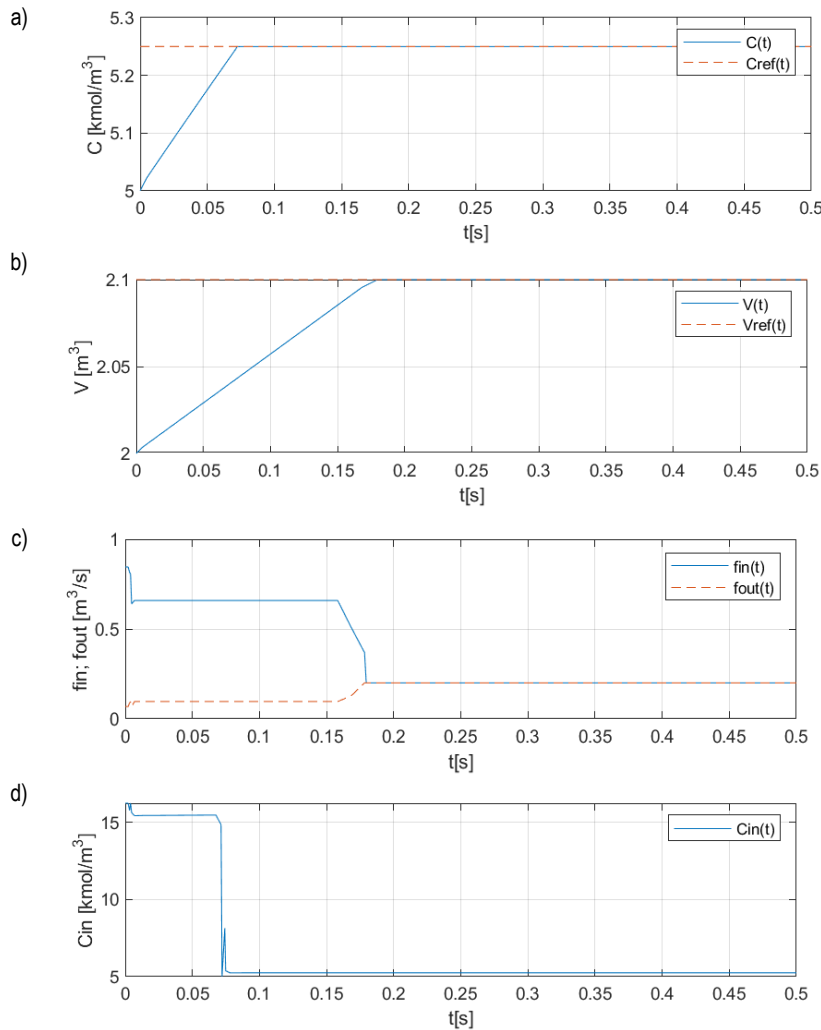 a)
5.3
5.2
5.1
5
C [kmol/m³]
C(t)
Cref(t)
0 0.05 0.1 0.15 0.2 0.25 0.3 0.35 0.4 0.45 0.5
t[s]
b)
2.1
2.05
2
V [m³]
V(t)
Vref(t)
0 0.05 0.1 0.15 0.2 0.25 0.3 0.35 0.4 0.45 0.5
t[s]
c)
1
0.5
0
fin; fout [m³/s]
fin(t)
fout(t)
0 0.05 0.1 0.15 0.2 0.25 0.3 0.35 0.4 0.45 0.5
t[s]
d)
15
10
5
Cin [kmol/m³]
Cin(t)
0 0.05 0.1 0.15 0.2 0.25 0.3 0.35 0.4 0.45 0.5
t[s]